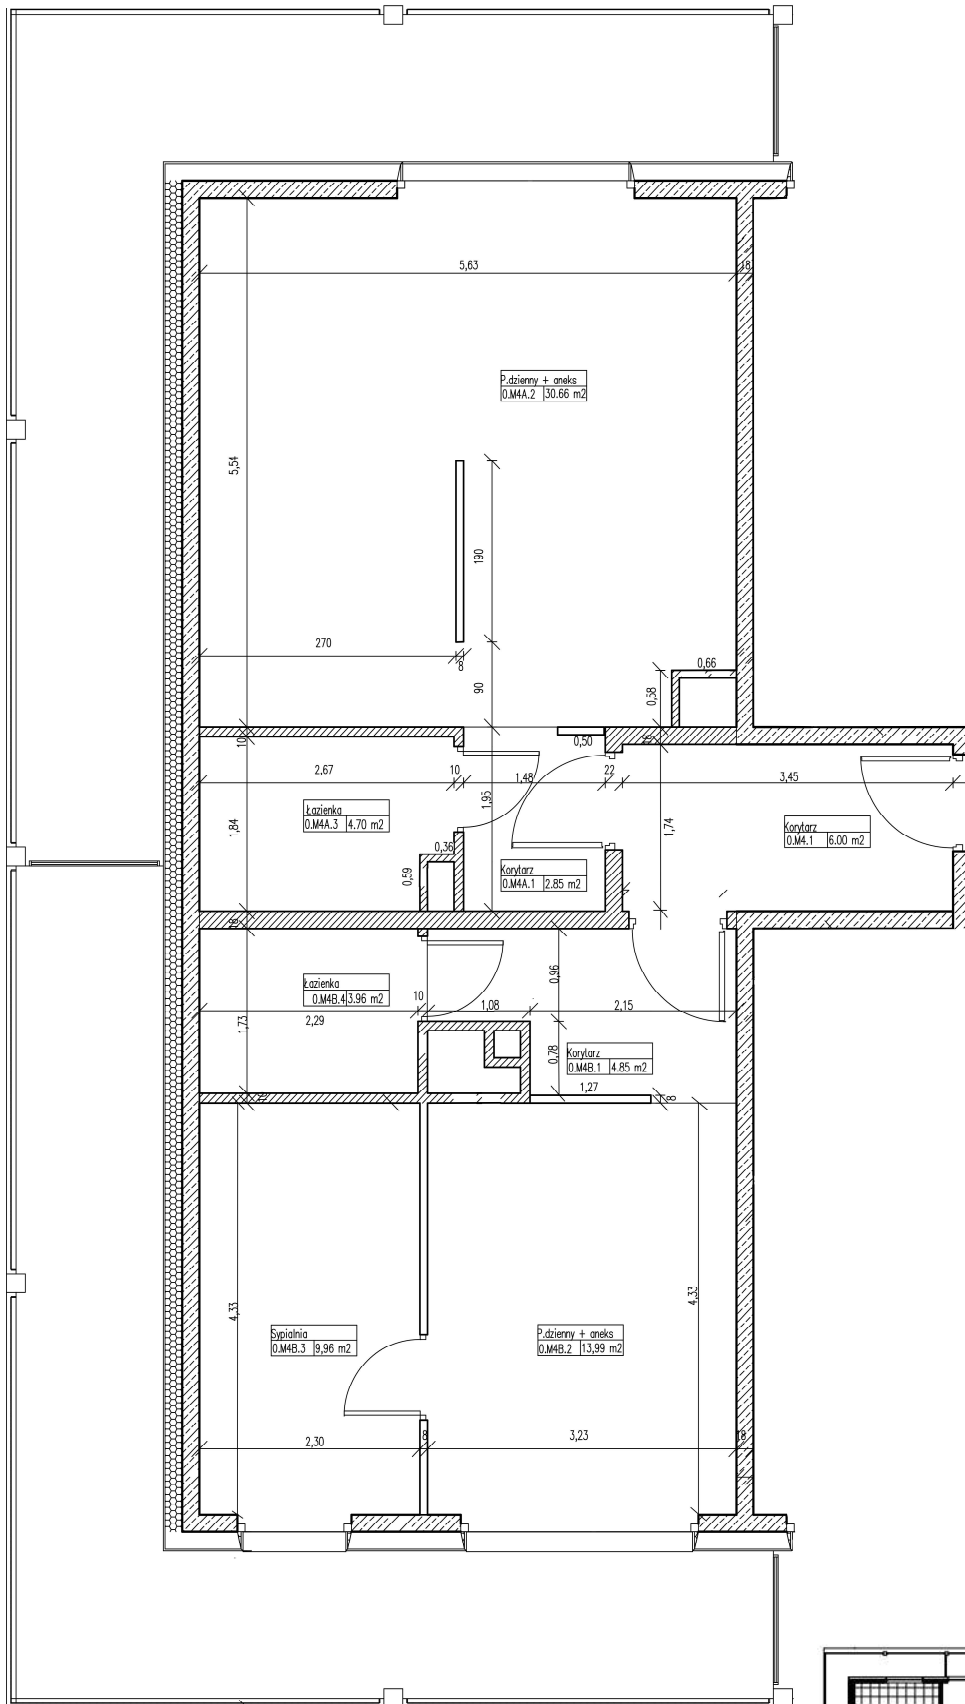 5,63
18
P.dzienny + aneks
0.M4A.2 30.66 m2
5,54
190
270
8
90
0,66
0,58
10
0,50
2.67
10
1,48
22
3,45
1,95
1,84
1,74
Łazienka
0.M4A.3 4.70 m2
Korytarz
0.M4.1 6.00 m2
0,36
0,59
Korytarz
0.M4A.1 2.85 m2
18
0,96
Łazienka
0.M4B.4 3.96 m2
10
1,08
2,15
2,29
1,73
0,78
Korytarz
0.M4B.1 4.85 m2
1,27
10
8
4,33
4,33
Sypialnia
0.M4B.3 9,96 m2
P.dzienny + aneks
0.M4B.2 13,99 m2
2,30
8
3,23
18